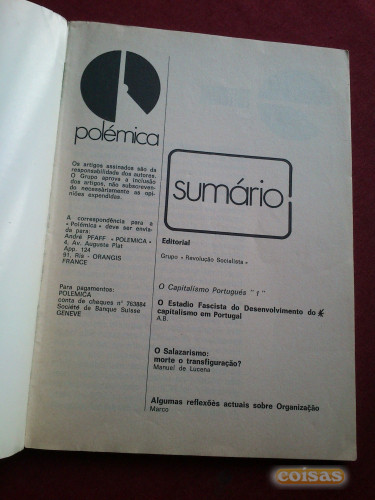 polémica
Os artigos assinados são da
responsabilidade dos autores.
O Grupo aprova a inclusão
dos artigos, não subscreven-
do necessáriamente as opi-
niões expendidas.
A correspondência para a
« Polémica » deve ser envia-
da para:
André PFAFF « POLEMICA »
4, Av. Auguste Plat
App. 124
91, Ris - ORANGIS
FRANCE
Para pagamentos:
POLEMICA
conta de cheques n° 763884
Société de Banque Suisse
GENEVE
sumário
Editorial
Grupo « Revolução Socialista »
O Capitalismo Português " 1 "
O Estadio Fascista do Desenvolvimento do
capitalismo em Portugal
A.B.
O Salazarismo:
morte o transfiguração?
Manuel de Lucena
Algumas reflexões actuais sobre Organização
Marco
coisas